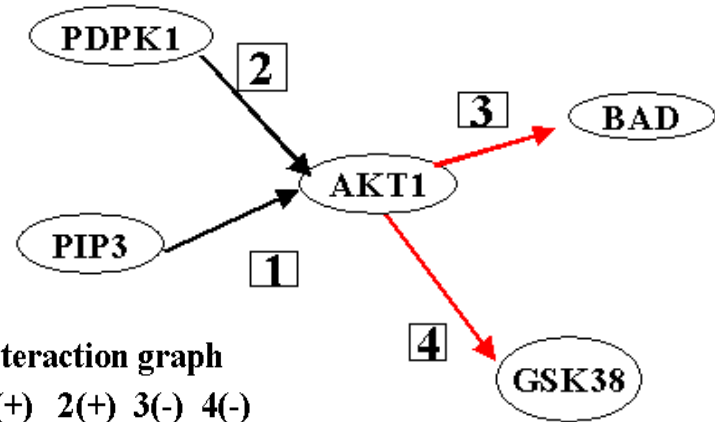 PDPK1
2
3
BAD
AKT1
PIP3
1
4
teraction graph
(+) 2(+) 3(-) 4(-)
GSK38